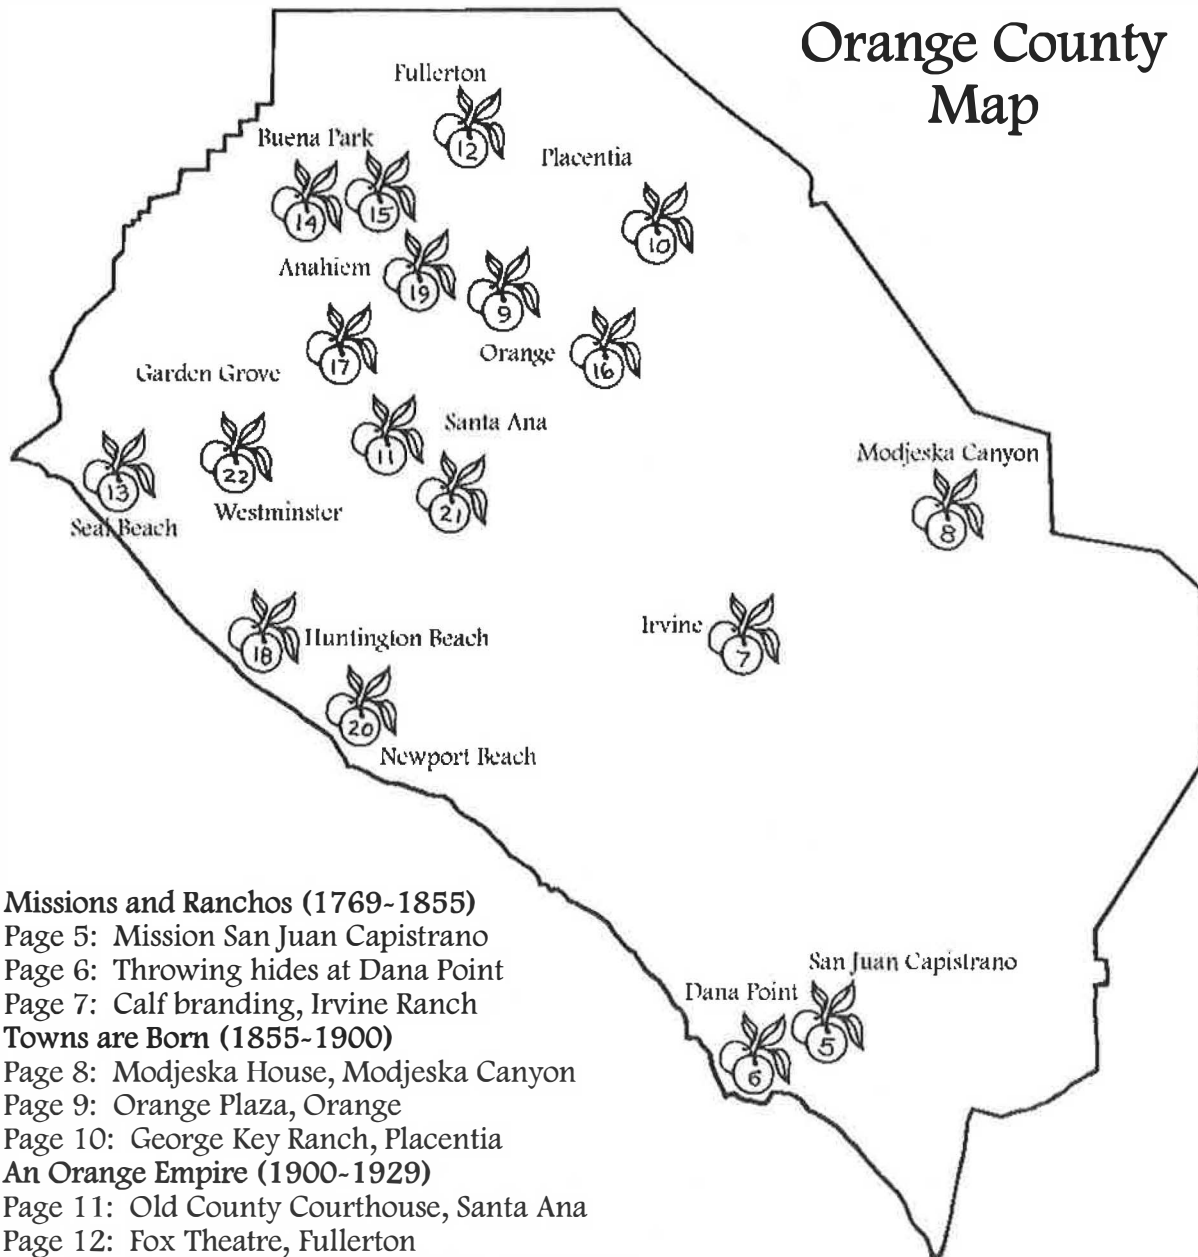 Orange County
Map
Fullerton
12
Buena Park
Placentia
14
15
10
Anahiem
19
9
17
Orange
16
Garden Grove
11
Santa Ana
22
13
21
Westminster
Seal Beach
Modjeska Canyon
8
18
Huntington Beach
Irvine
7
20
Newport Beach
San Juan Capistrano
Dana Point
5
6
Missions and Ranchos (1769-1855)
Page 5: Mission San Juan Capistrano
Page 6: Throwing hides at Dana Point
Page 7: Calf branding, Irvine Ranch
Towns are Born (1855-1900)
Page 8: Modjeska House, Modjeska Canyon
Page 9: Orange Plaza, Orange
Page 10: George Key Ranch, Placentia
An Orange Empire (1900-1929)
Page 11: Old County Courthouse, Santa Ana
Page 12: Fox Theatre, Fullerton